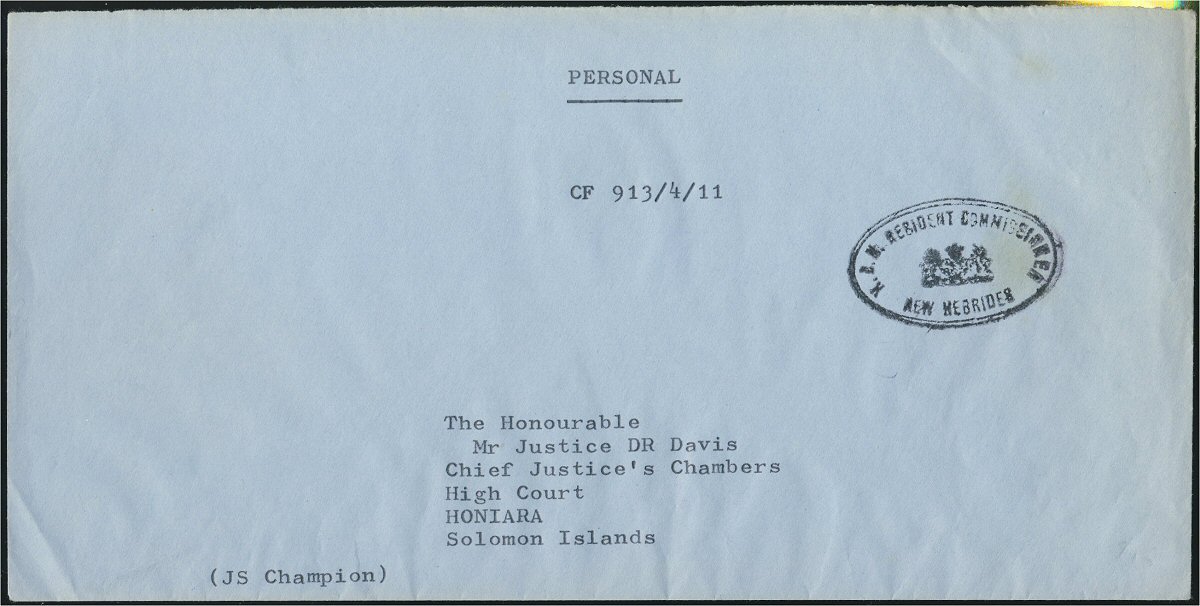 PERSONAL
CF 913/4/11
H.B.M. RESIDENT COMMISSIONER
NEW HEBRIDES
The Honourable
Mr Justice DR Davis
Chief Justice's Chambers
High Court
HONIARA
Solomon Islands
(JS Champion)